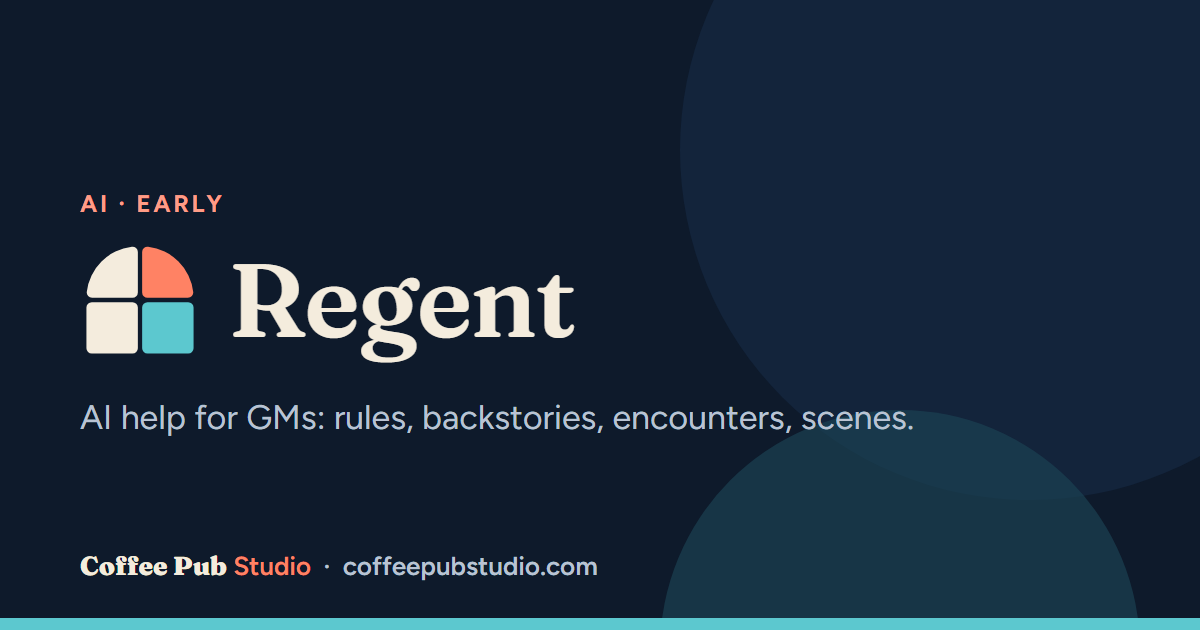 AI · EARLY
Regent
AI help for GMs: rules, backstories, encounters, scenes.
Coffee Pub Studio · coffeepubstudio.com